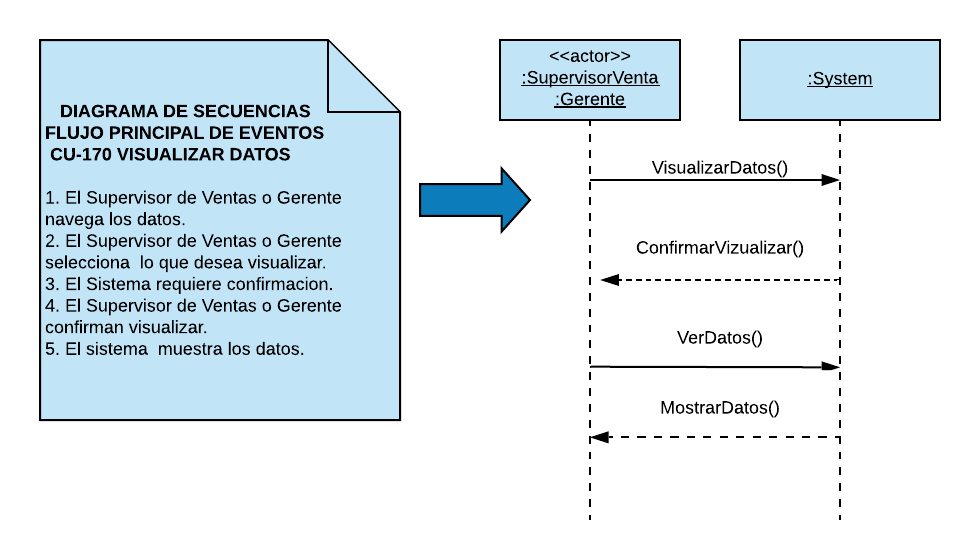 DIAGRAMA DE SECUENCIAS
FLUJO PRINCIPAL DE EVENTOS
CU-170 VISUALIZAR DATOS
1. El Supervisor de Ventas o Gerente
navega los datos.
2. El Supervisor de Ventas o Gerente
selecciona  lo que desea visualizar.
3. El Sistema requiere confirmacion.
4. El Supervisor de Ventas o Gerente
confirman visualizar.
5. El sistema  muestra los datos.
<<actor>>
:SupervisorVenta
:Gerente
:System
VisualizarDatos()
ConfirmarVizualizar()
VerDatos()
MostrarDatos()